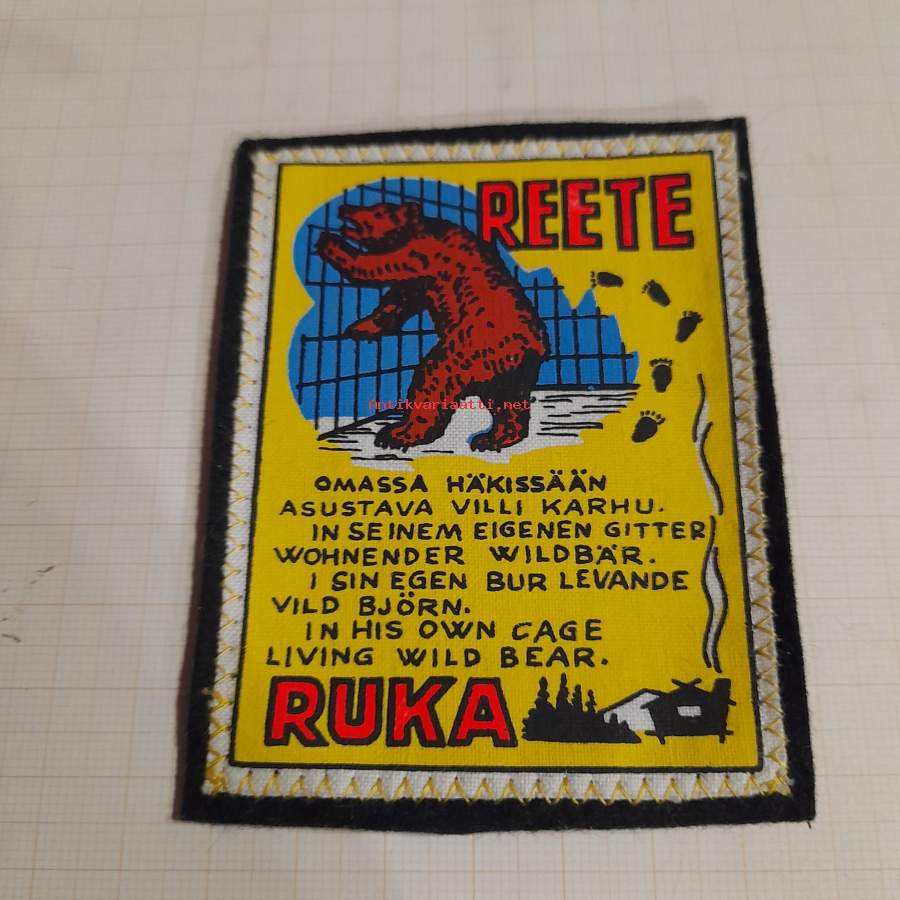 REETE
Antikvariaatti.net
OMASSA HÄKISSÄÄN
ASUSTAVA VILLI KARHU.
IN SEINEM EIGENEN GITTER
WOHNENDER WILDBÄR.
I SIN EGEN BUR LEVANDE
VILD BJÖRN.
IN HIS OWN CAGE
LIVING WILD BEAR.
RUKA